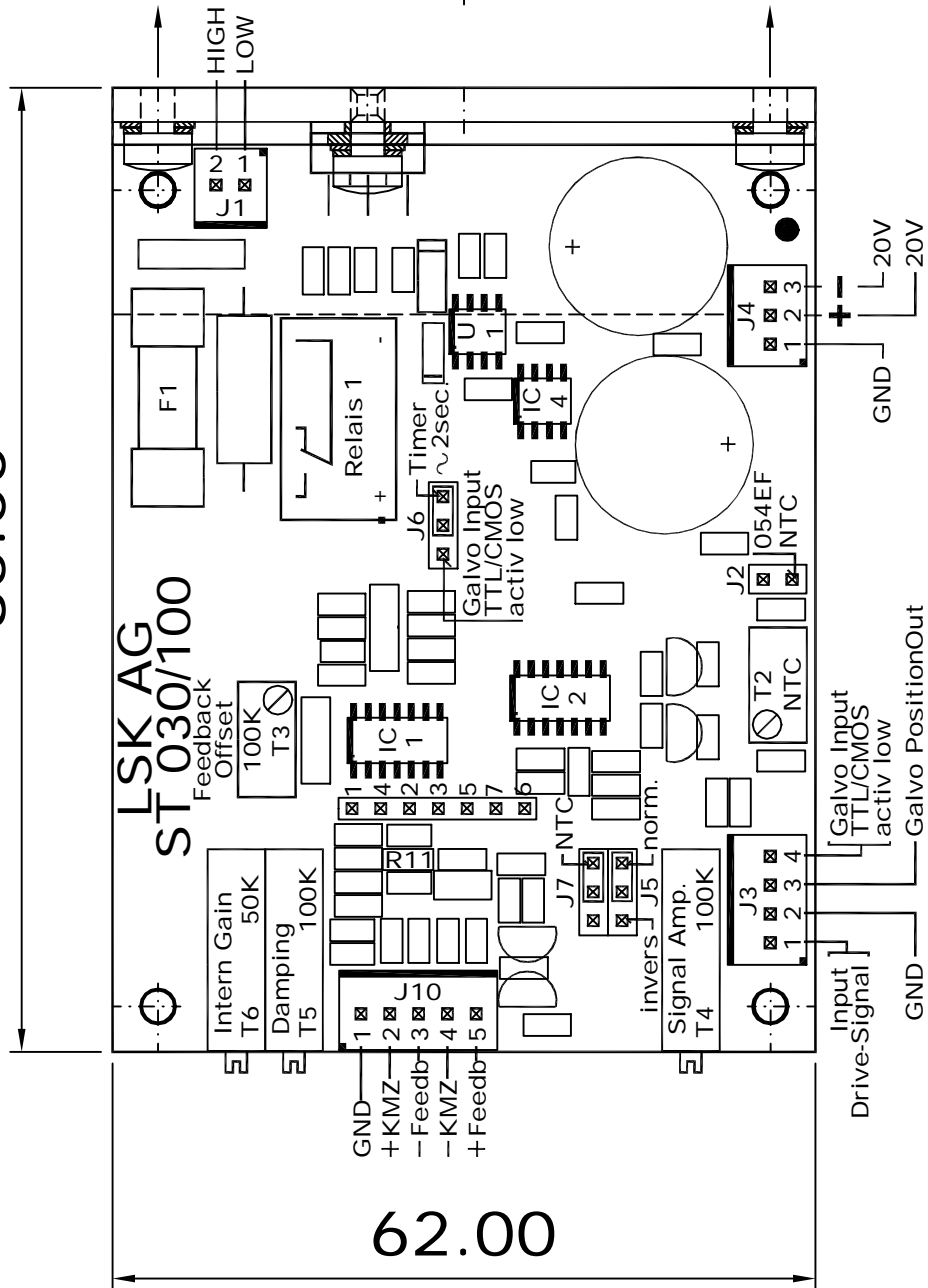 HIGH
LOW
2
1
J1
F1
Relais 1
-
+
U
1
IC
4
+
+
J4
1
2
3
+
-
20V
20V
GND
J6
Timer
~2sec.
Galvo Input
TTL/CMOS
activ low
J2
054EF
NTC
T2
NTC
LSK AG
ST 030/100
Feedback
Offset
100K
T3
IC
1
IC
2
1
4
2
3
5
7
6
R11
J7
NTC
J5
norm.
invers
Intern Gain
T6 50K
Damping
T5 100K
Signal Amp.
T4 100K
J10
1
2
3
4
5
GND
+KMZ
-Feedb
-KMZ
+Feedb
J3
1
2
3
4
Input
Drive-Signal
GND
Galvo PositionOut
Galvo Input
TTL/CMOS
activ low
62.00